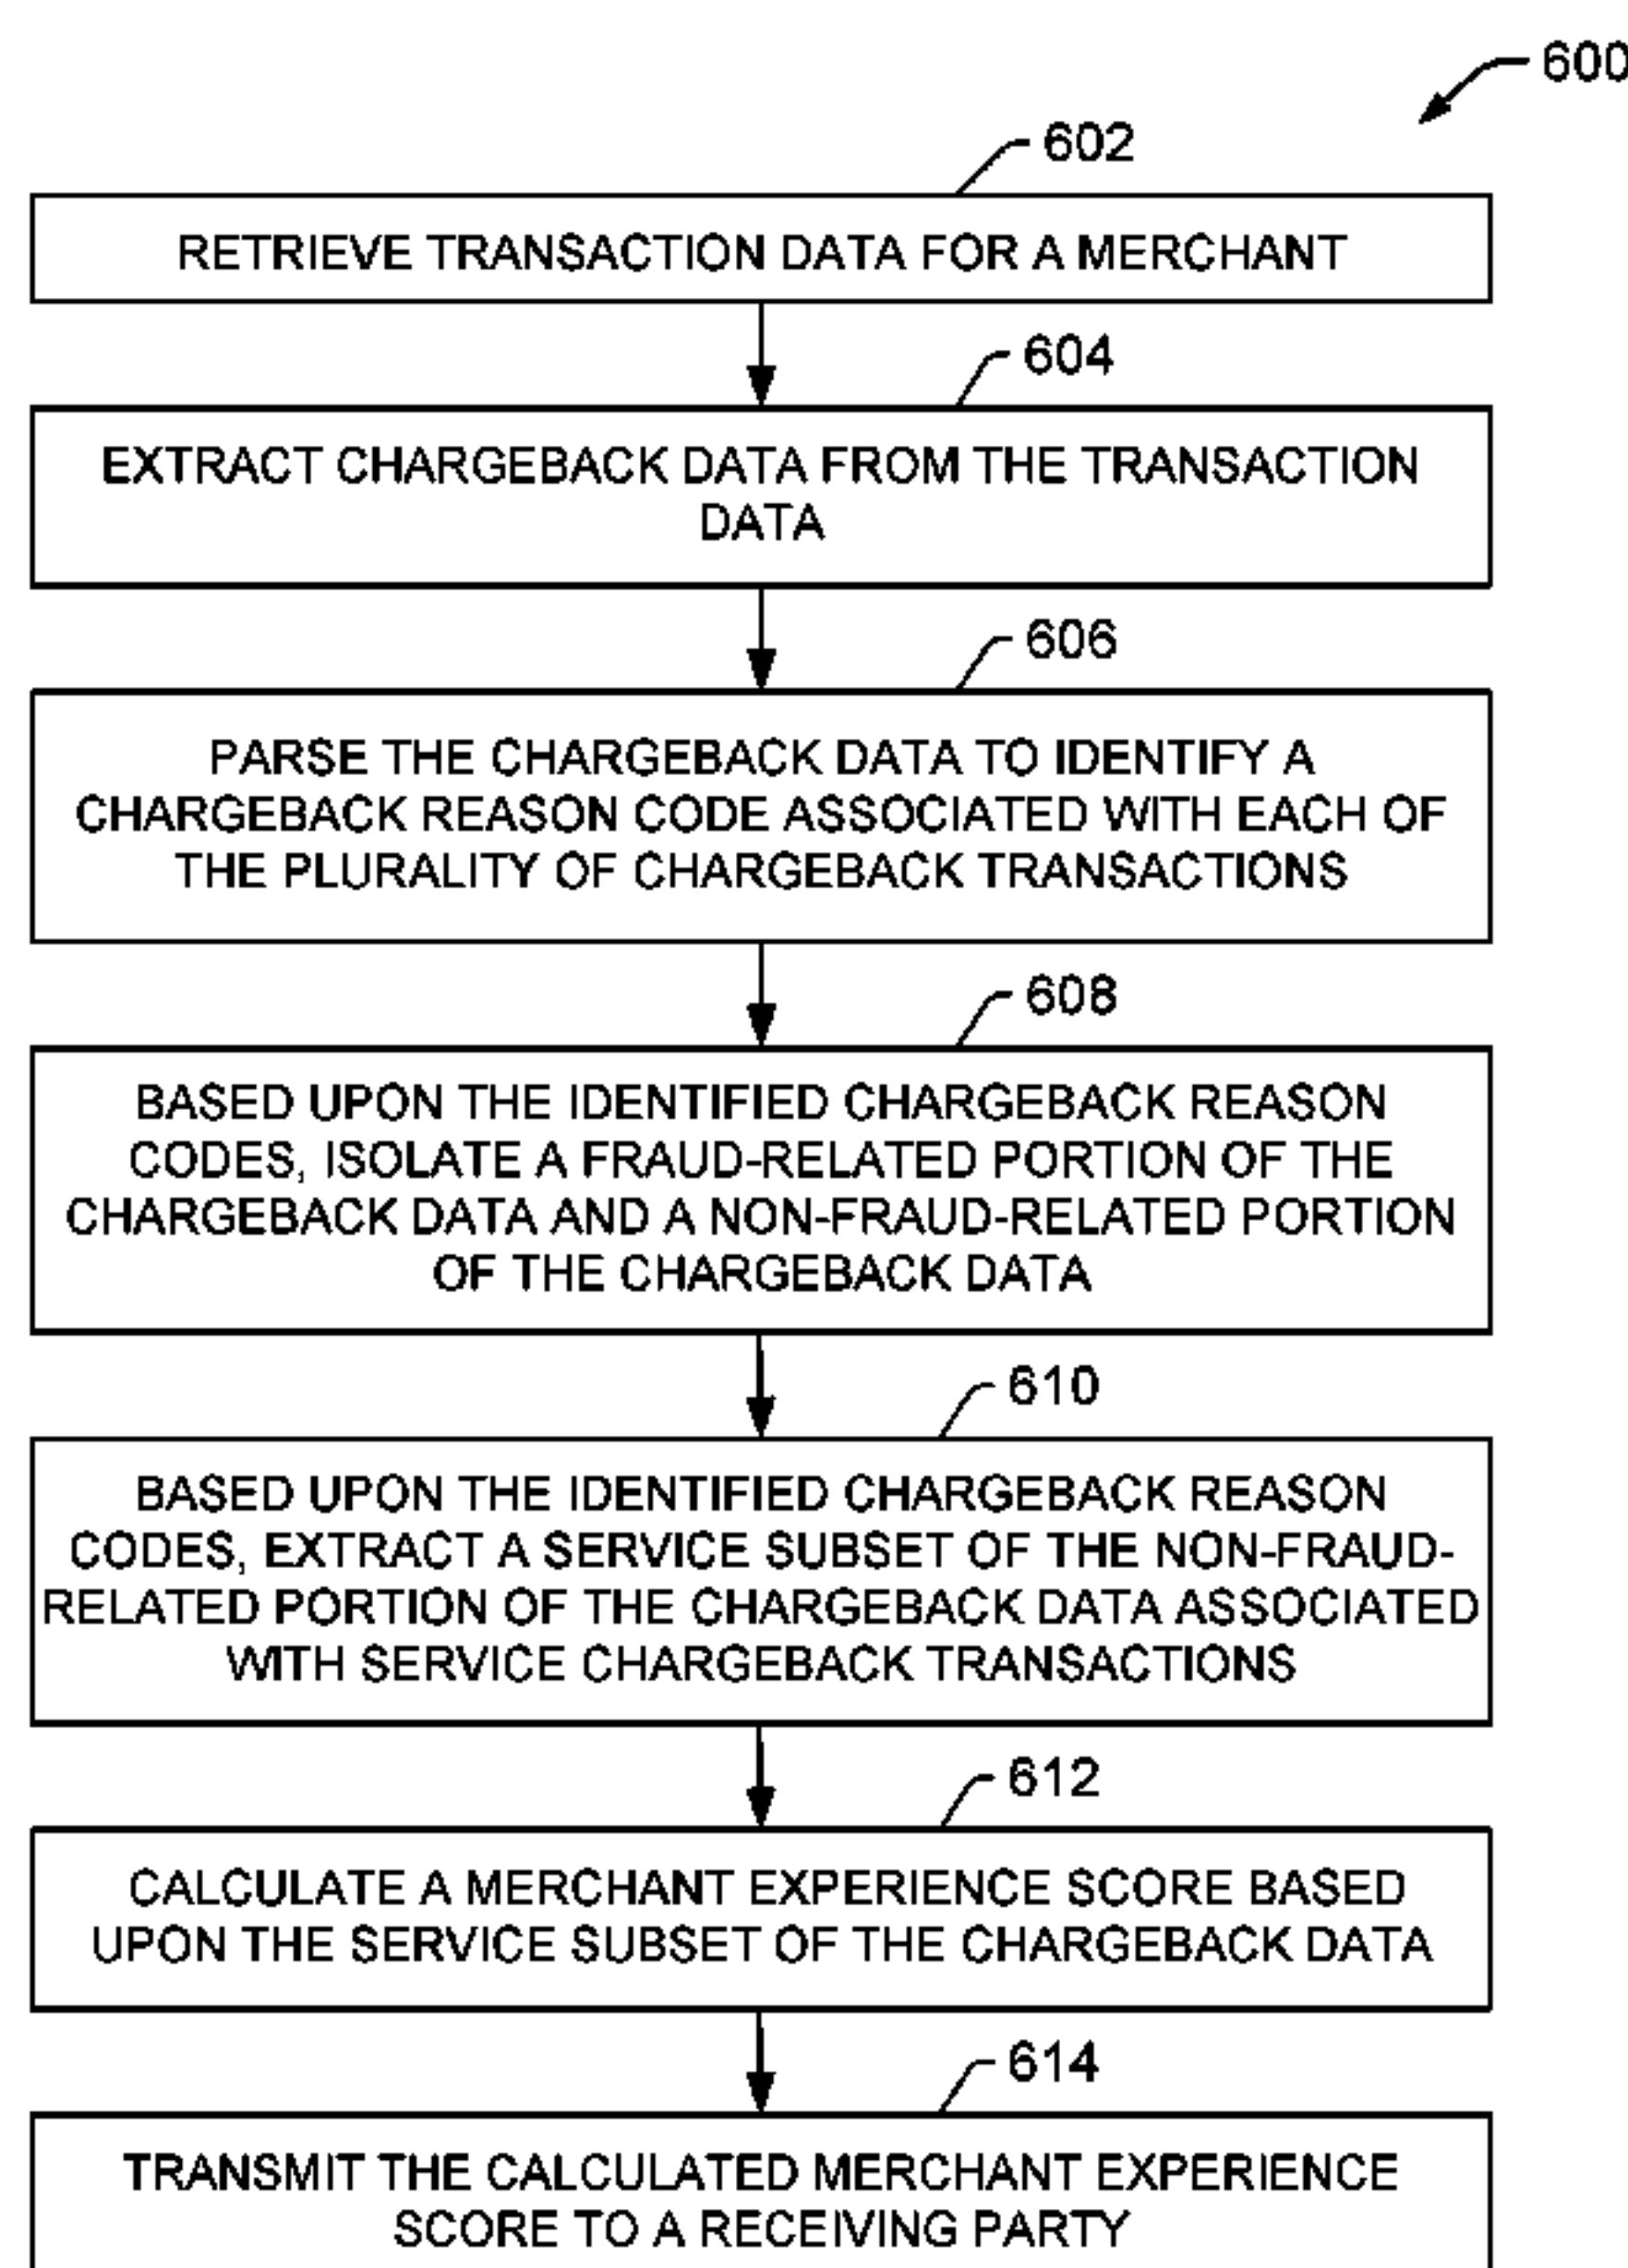 600
602
RETRIEVE TRANSACTION DATA FOR A MERCHANT
604
EXTRACT CHARGEBACK DATA FROM THE TRANSACTION
DATA
606
PARSE THE CHARGEBACK DATA TO IDENTIFY A
CHARGEBACK REASON CODE ASSOCIATED WITH EACH OF
THE PLURALITY OF CHARGEBACK TRANSACTIONS
608
BASED UPON THE IDENTIFIED CHARGEBACK REASON
CODES, ISOLATE A FRAUD-RELATED PORTION OF THE
CHARGEBACK DATA AND A NON-FRAUD-RELATED PORTION
OF THE CHARGEBACK DATA
610
BASED UPON THE IDENTIFIED CHARGEBACK REASON
CODES, EXTRACT A SERVICE SUBSET OF THE NON-FRAUD-
RELATED PORTION OF THE CHARGEBACK DATA ASSOCIATED
WITH SERVICE CHARGEBACK TRANSACTIONS
612
CALCULATE A MERCHANT EXPERIENCE SCORE BASED
UPON THE SERVICE SUBSET OF THE CHARGEBACK DATA
614
TRANSMIT THE CALCULATED MERCHANT EXPERIENCE
SCORE TO A RECEIVING PARTY